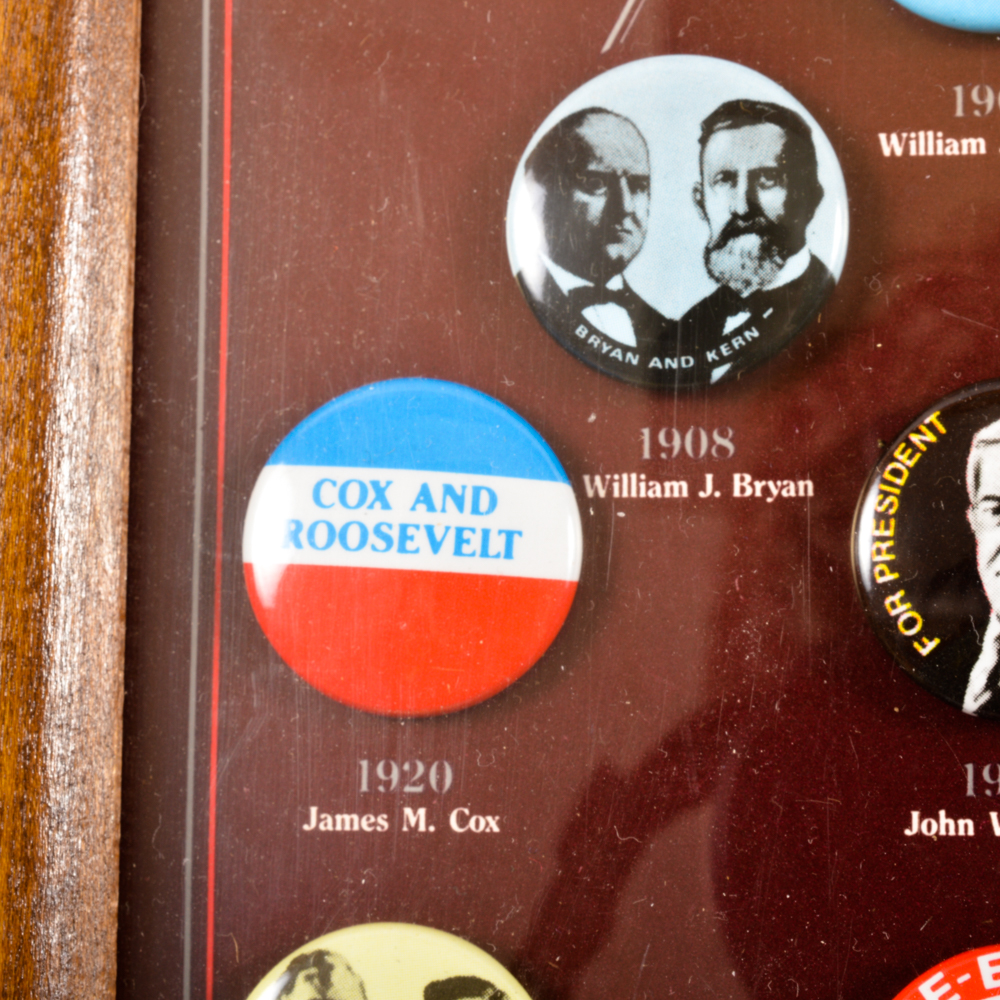 William
BRYAN AND KERN
1908
William J. Bryan
FOR PRESIDENT
COX AND
ROOSEVELT
1920
James M. Cox
John